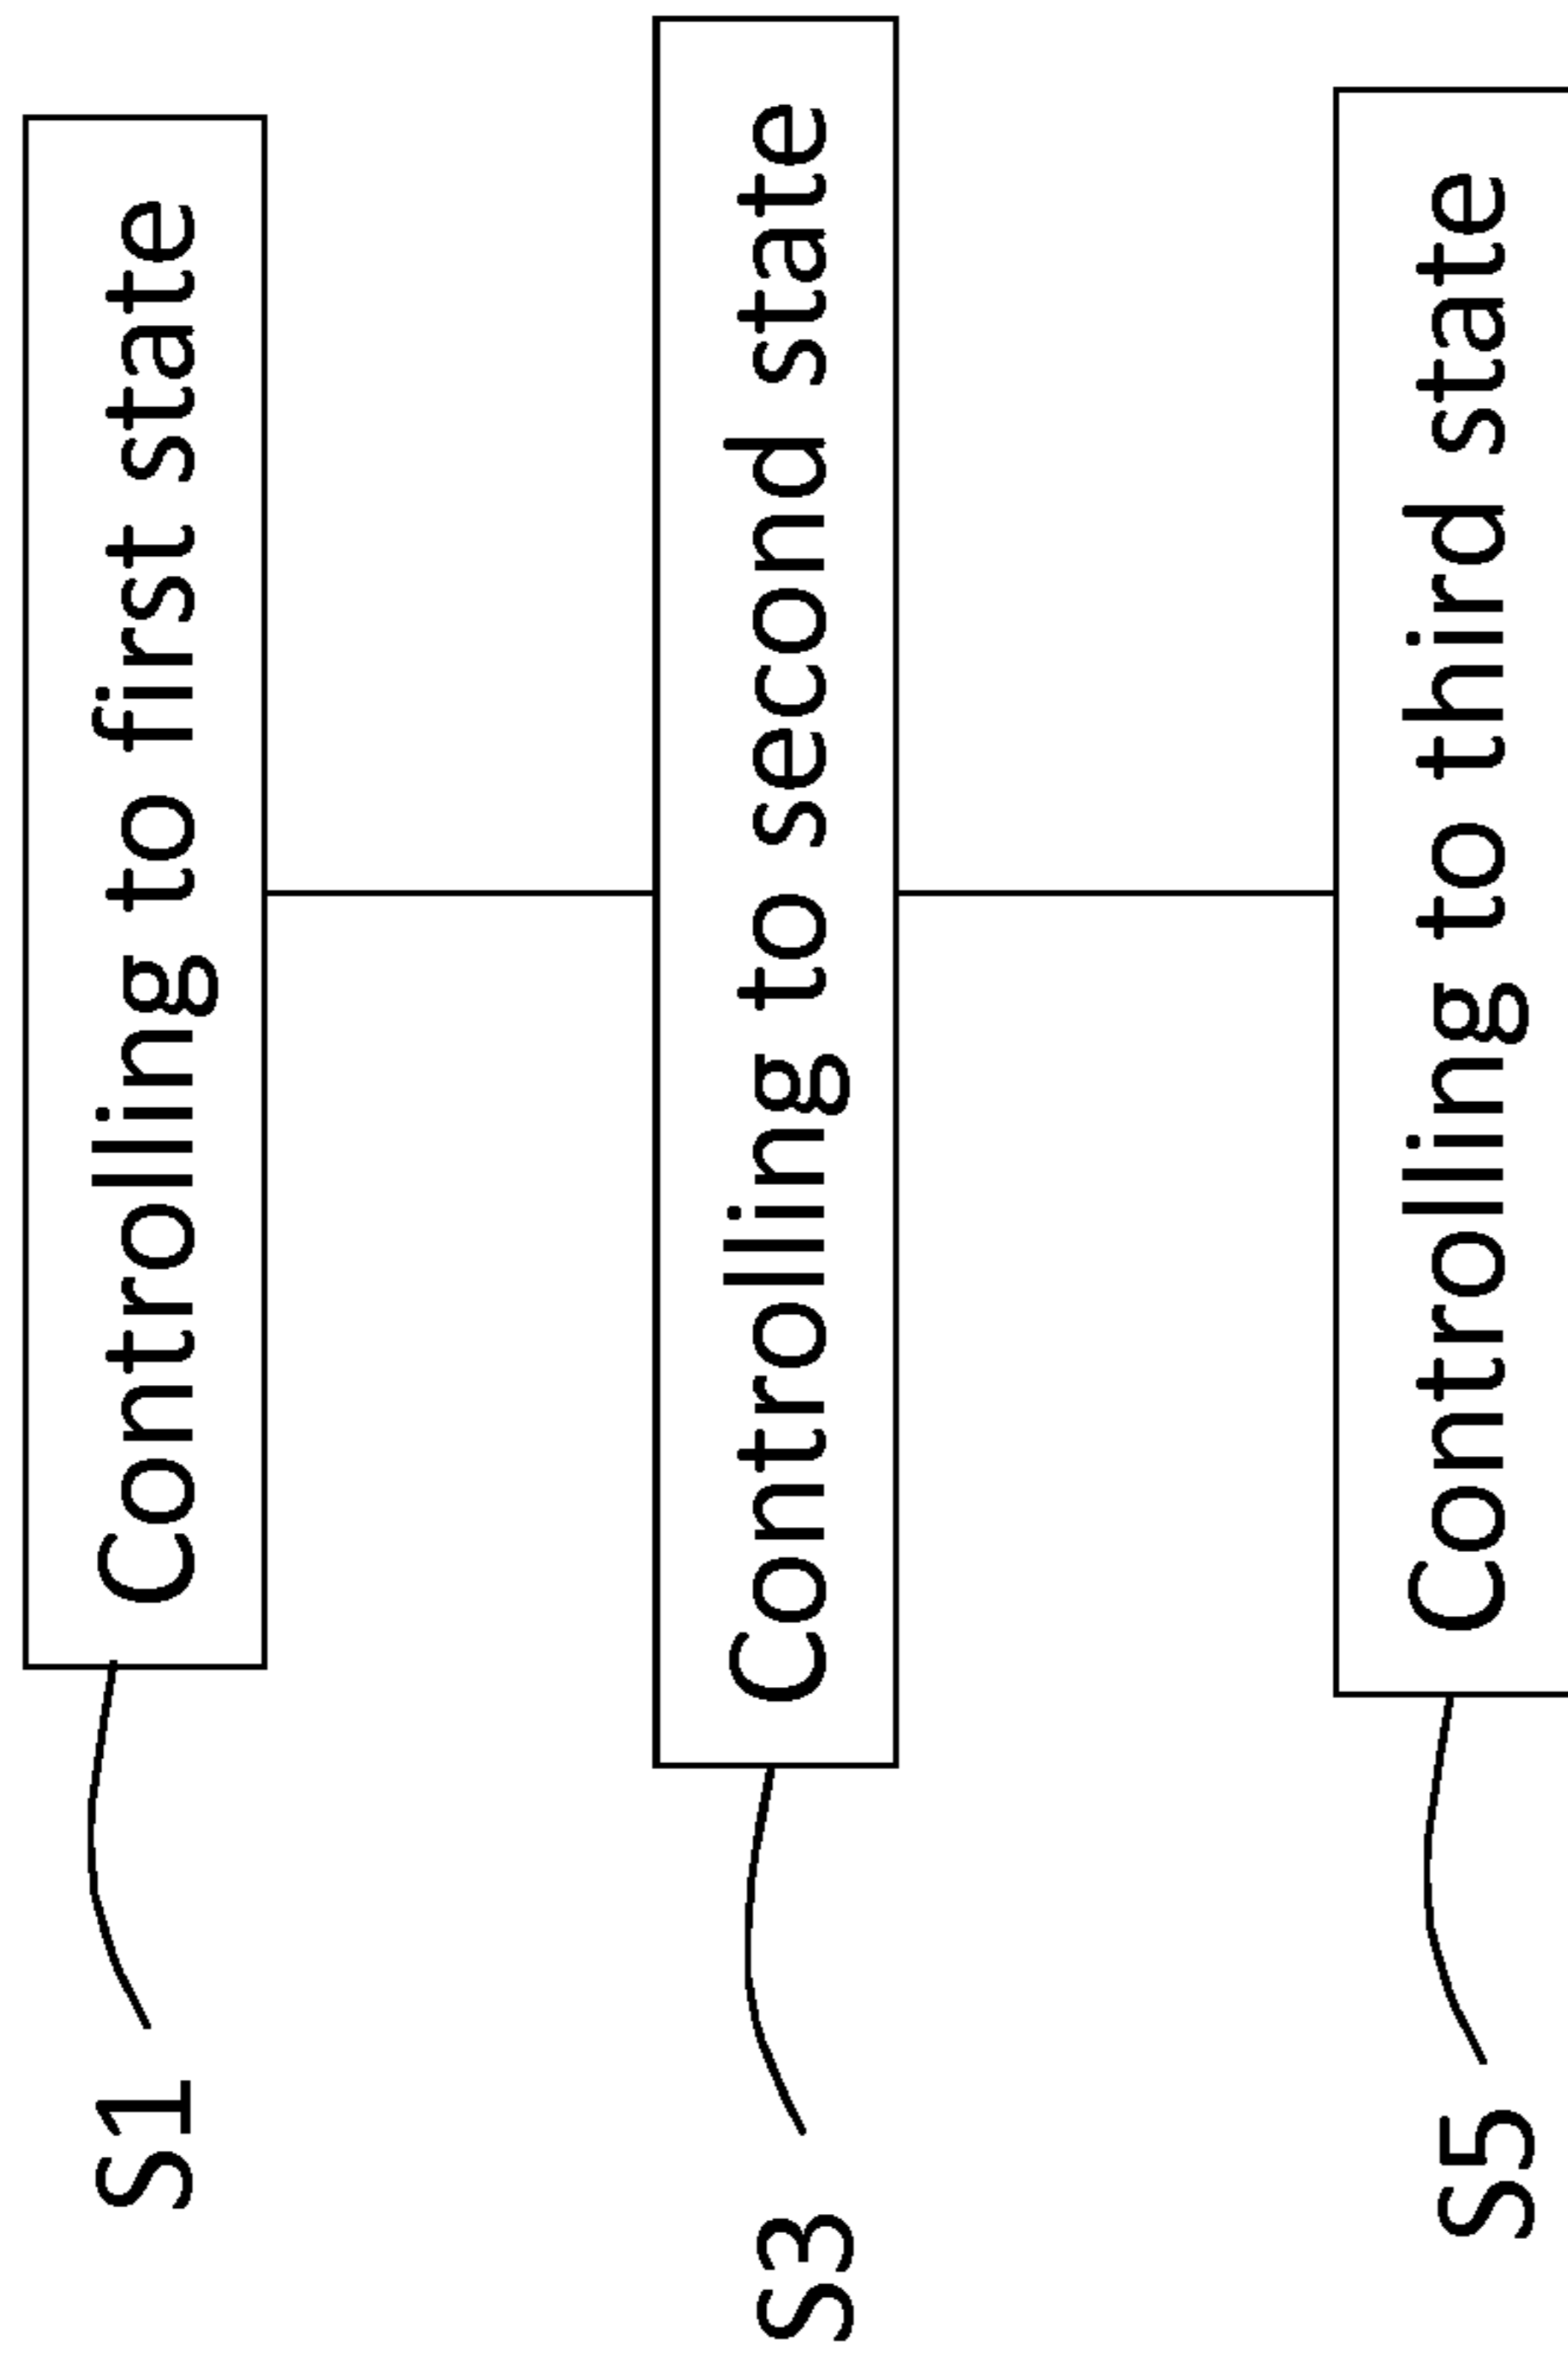 S1 Controlling to first state
S3 Controlling to second state
S5 Controlling to third state